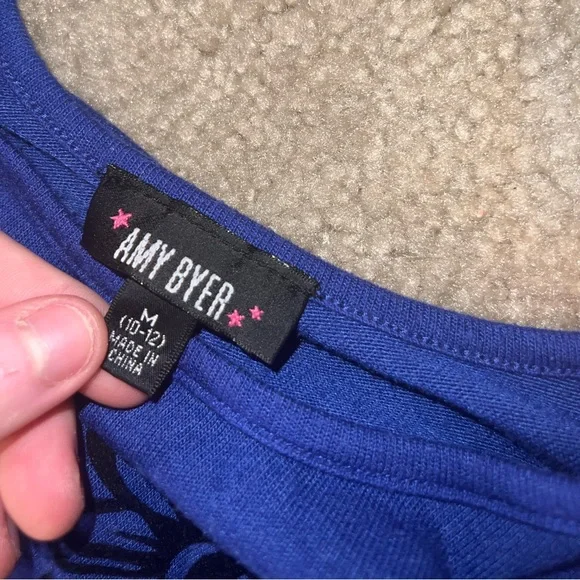 AMY BYER
M
(10-12)
MADE IN
CHINA